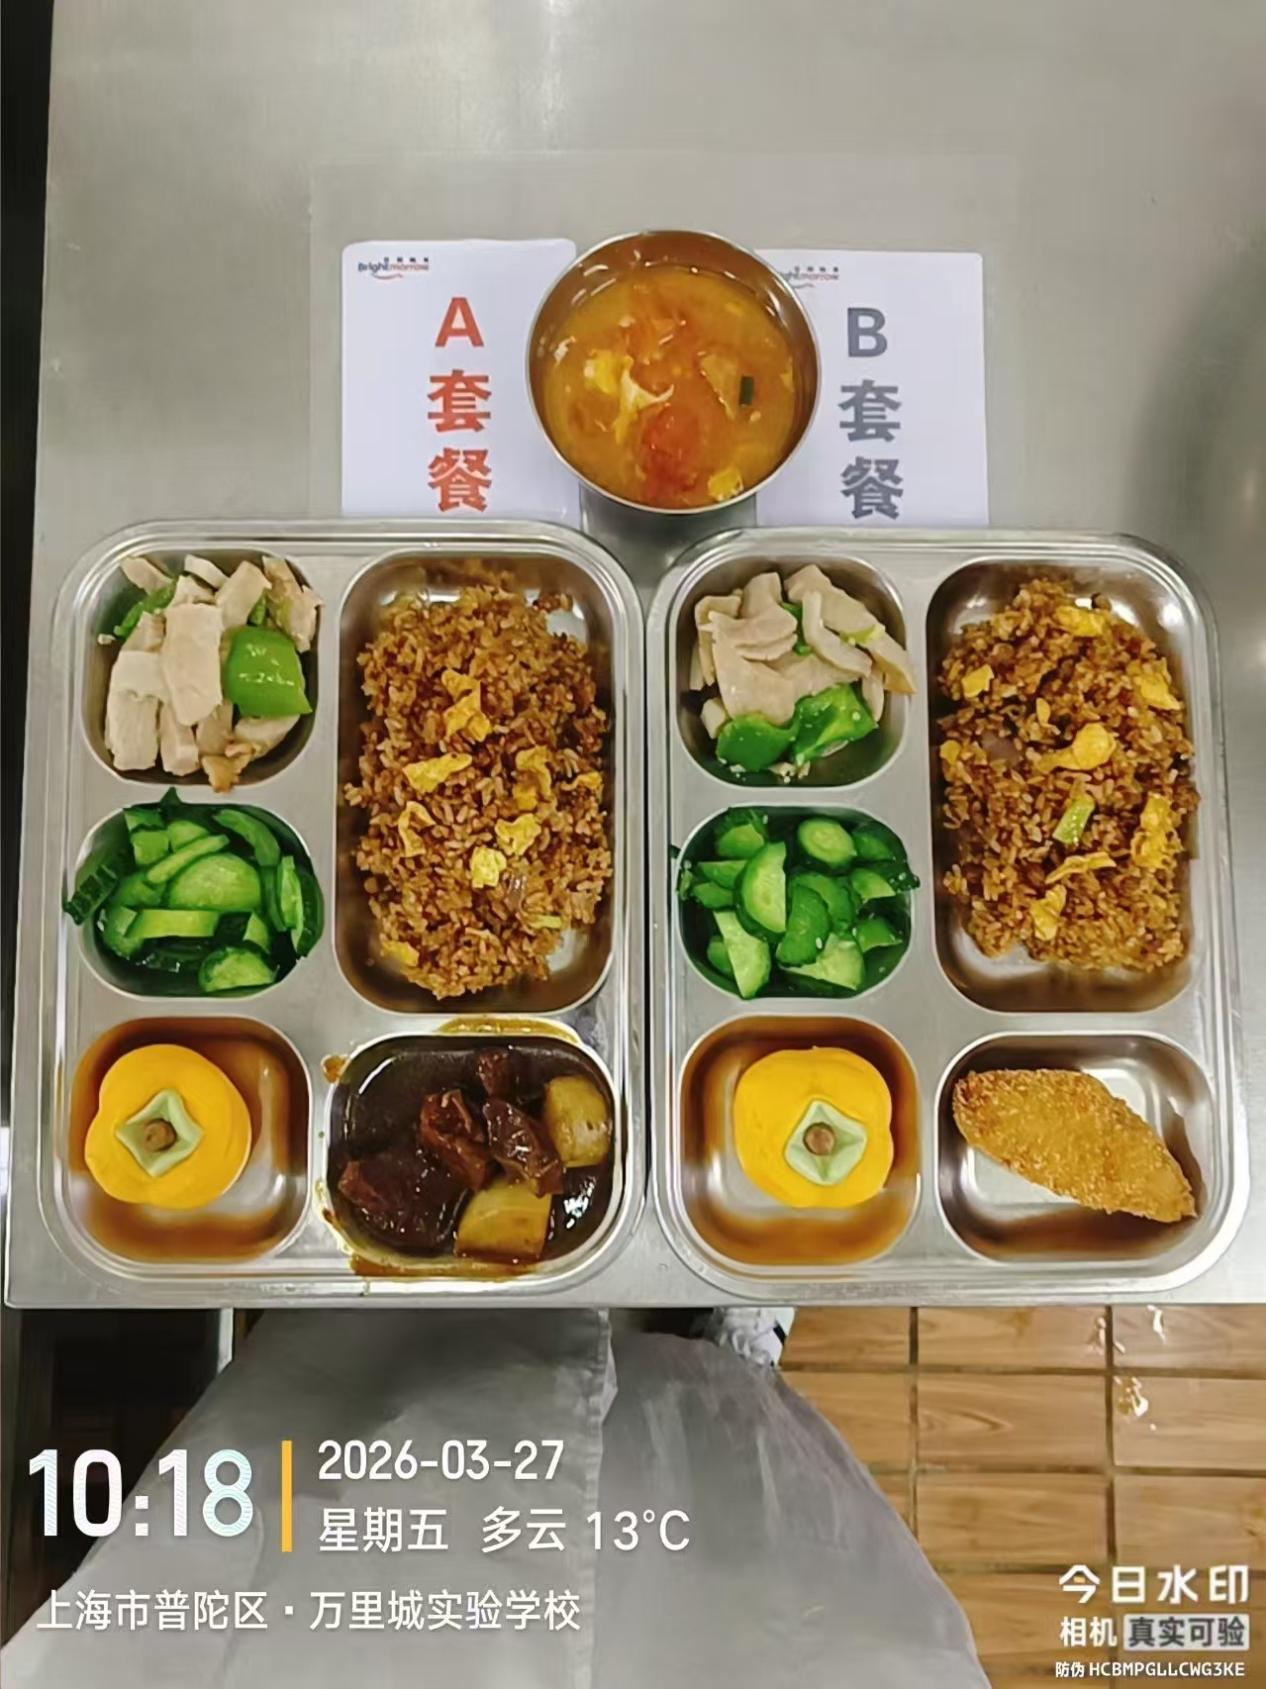 Brightmorrow
A
套
餐
B
套
餐
10:18
2026-03-27
星期五 多云 13°C
上海市普陀区·万里城实验学校
今日水印
相机 真实可验
防伪 HCBMPGLLCWG3KE